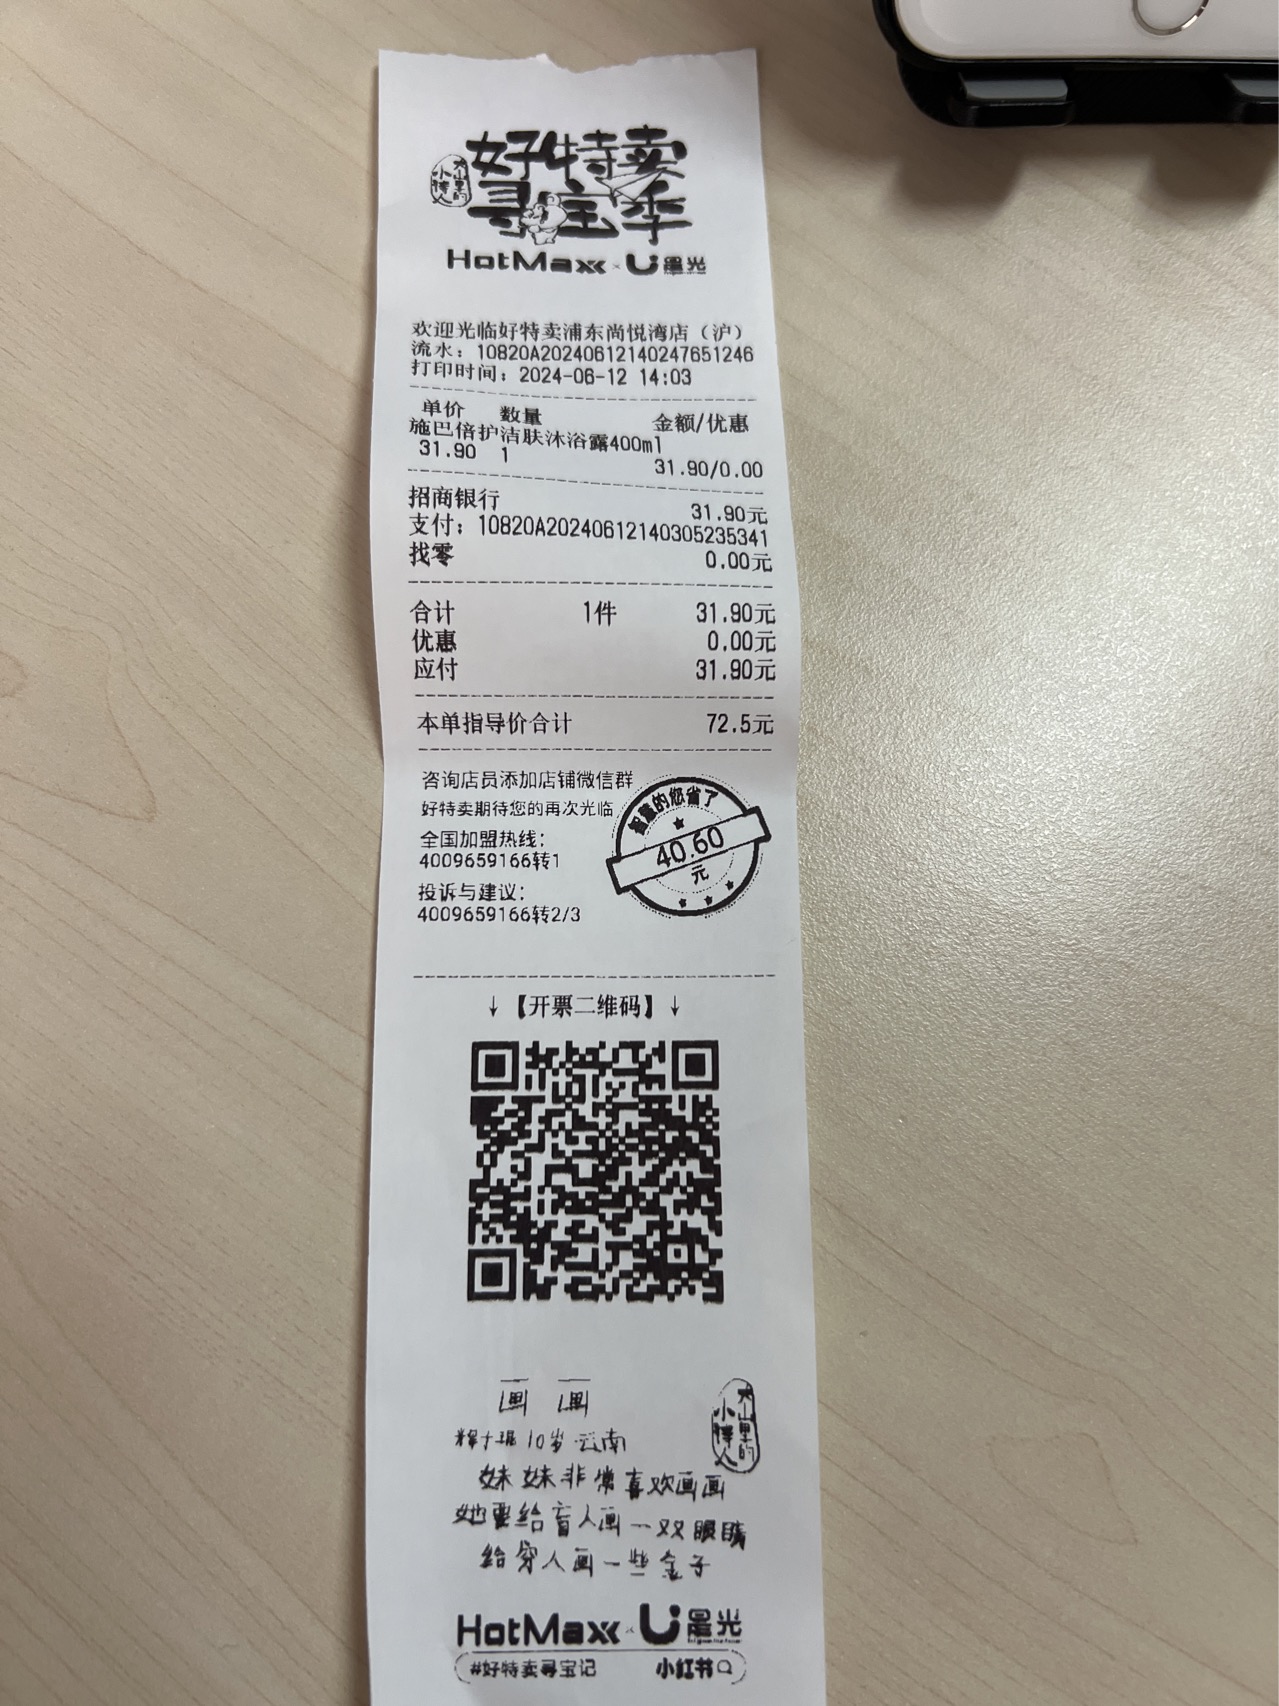 大山里的
小诗人
好特卖
寻宝季
HotMaxx × U 是光
欢迎光临好特卖浦东尚悦湾店（沪）
流水：10820A20240612140247651246
打印时间：2024-06-12 14:03
单价 数量 金额/优惠
施巴倍护洁肤沐浴露400ml
31.90 1 31.90/0.00
招商银行 31.90元
支付：10820A20240612140305235341
找零 0.00元
合计 1件 31.90元
优惠 0.00元
应付 31.90元
本单指导价合计 72.5元
咨询店员添加店铺微信群
好特卖期待您的再次光临
全国加盟热线：
4009659166转1
投诉与建议：
4009659166转2/3
智慧的您省了
40.60
元
↓【开票二维码】↓
画 画
大山里的
小诗人
10岁 云南
妹妹非常喜欢画画
她要给盲人画一双眼睛
给穷人画一些金子
HotMaxx × U 是光
#好特卖寻宝记 小红书